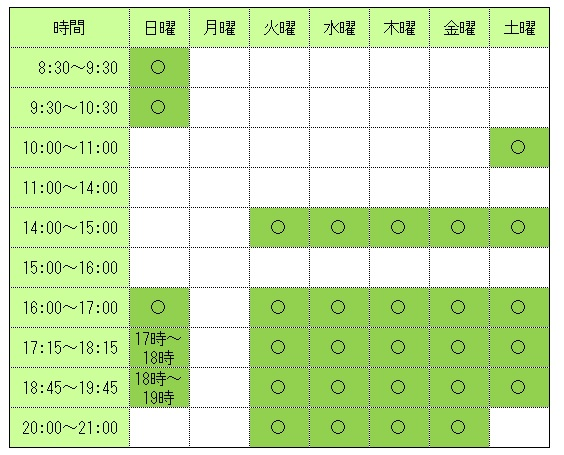 時間 日曜 月曜 火曜 水曜 木曜 金曜 土曜
8:30～9:30 ○
9:30～10:30 ○
10:00～11:00 ○
11:00～14:00
14:00～15:00 ○ ○ ○ ○ ○
15:00～16:00
16:00～17:00 ○ ○ ○ ○ ○ ○
17:15～18:15 17時～ ○ ○ ○ ○ ○
18時
18:45～19:45 18時～ ○ ○ ○ ○ ○
19時
20:00～21:00 ○ ○ ○ ○